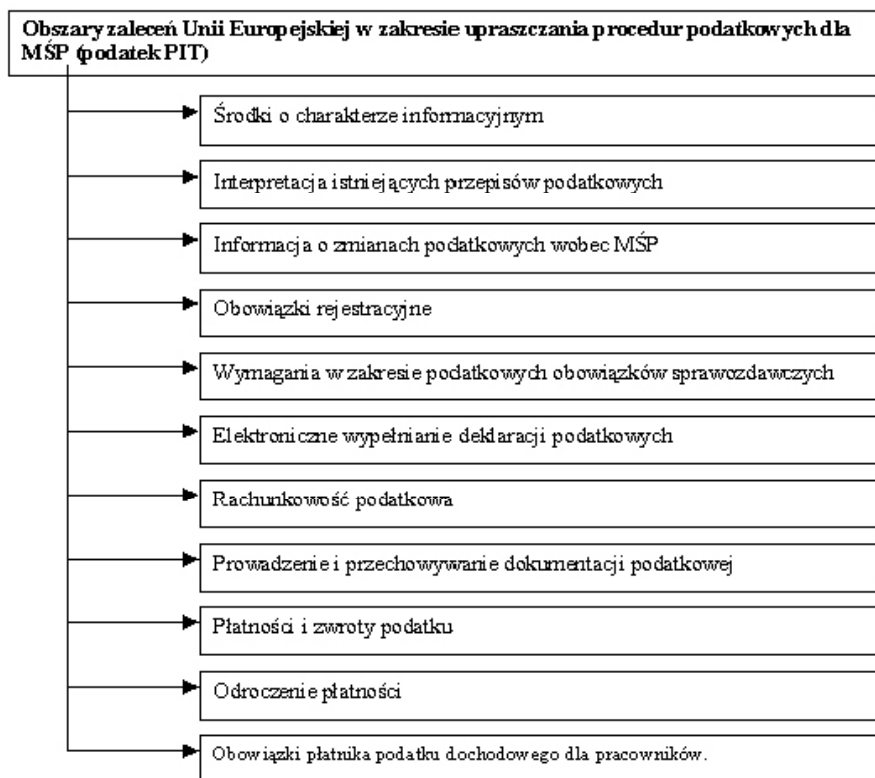 Obszary zaleceń Unii Europejskiej w zakresie upraszczania procedur podatkowych dla
MŚP (podatek PIT)
Środki o charakterze informacyjnym
Interpretacja istniejących przepisów podatkowych
Informacja o zmianach podatkowych wobec MŚP
Obowiązki rejestracyjne
Wymagania w zakresie podatkowych obowiązków sprawozdawczych
Elektroniczne wypełnianie deklaracji podatkowych
Rachunkowość podatkowa
Prowadzenie i przechowywanie dokumentacji podatkowej
Płatności i zwroty podatku
Odroczenie płatności
Obowiązki płatnika podatku dochodowego dla pracowników.